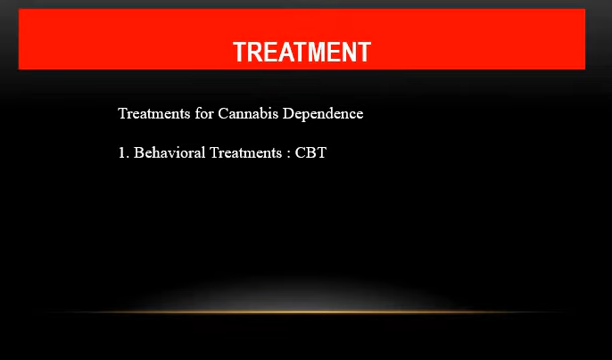 TREATMENT
Treatments for Cannabis Dependence
1. Behavioral Treatments : CBT